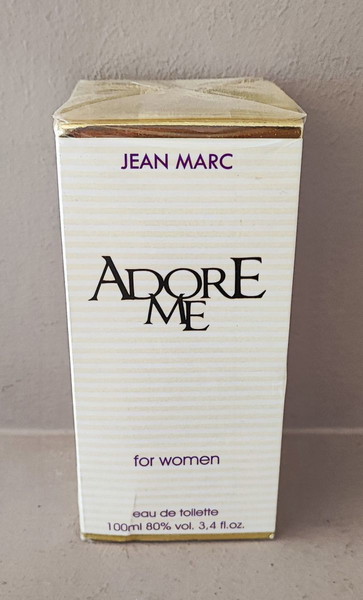 JEAN MARC
ADORE
ME
for women
eau de toilette
100ml 80% vol. 3,4 fl.oz.